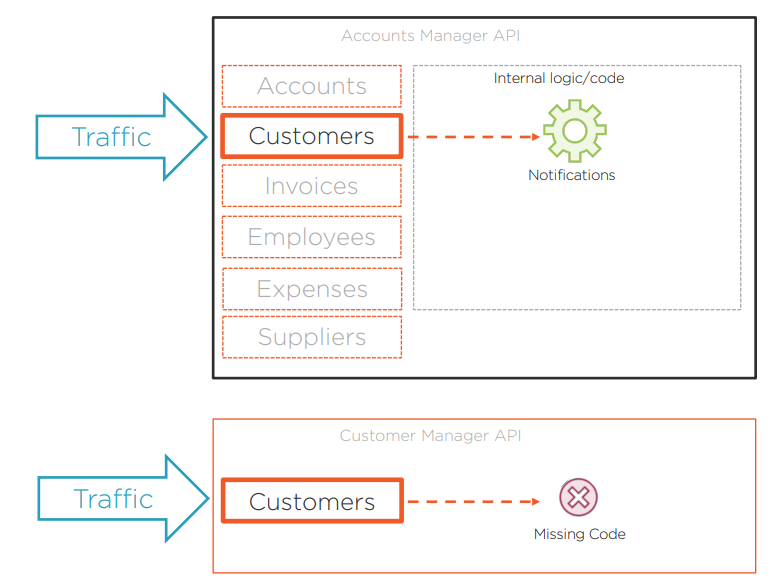 Accounts Manager API
Internal logic/code
Accounts
Traffic
Customers
Notifications
Invoices
Employees
Expenses
Suppliers
Customer Manager API
Traffic
Customers
Missing Code